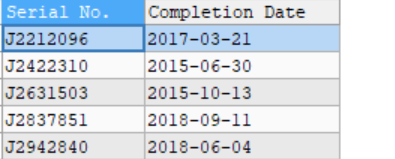 Serial No. Completion Date
J2212096 2017-03-21
J2422310 2015-06-30
J2631503 2015-10-13
J2837851 2018-09-11
J2942840 2018-06-04